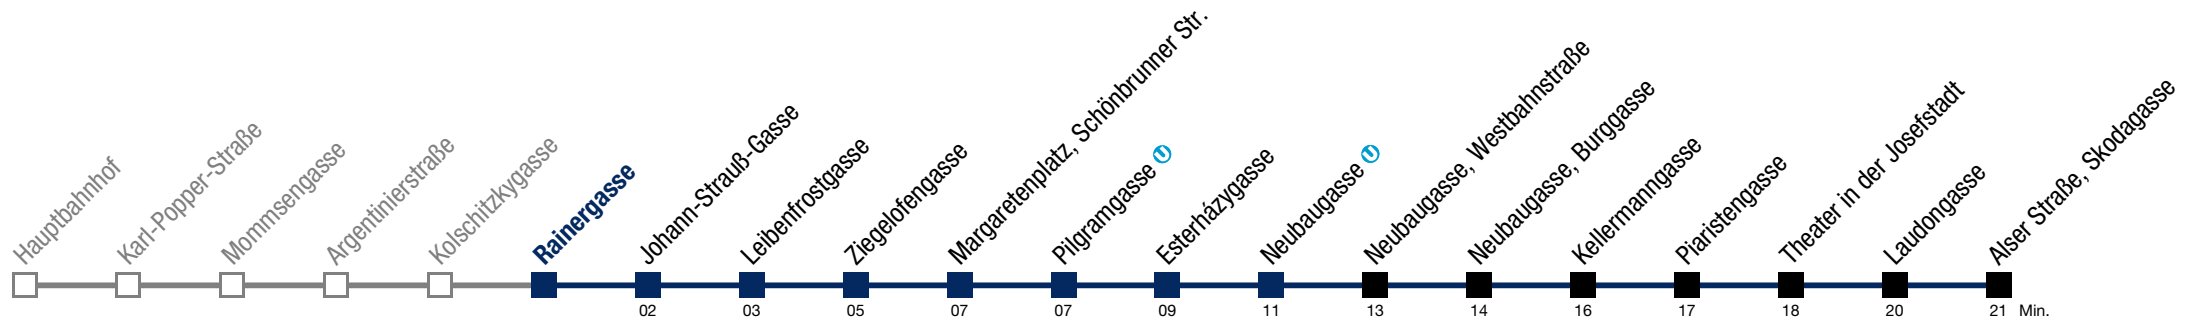 Hauptbahnhof
Karl-Popper-Straße
Mommsengasse
Argentinierstraße
Kolschitzkygasse
Rainergasse
Johann-Strauß-Gasse
Leibenfrostgasse
Ziegelofengasse
Margaretenplatz, Schönbrunner Str.
Pilgramgasse U
Esterházygasse
Neubaugasse U
Neubaugasse, Westbahnstraße
Neubaugasse, Burggasse
Kellermanngasse
Piaristengasse
Theater in der Josefstadt
Laudongasse
Alser Straße, Skodagasse
02 03 05 07 07 09 11 13 14 16 17 18 20 21 Min.